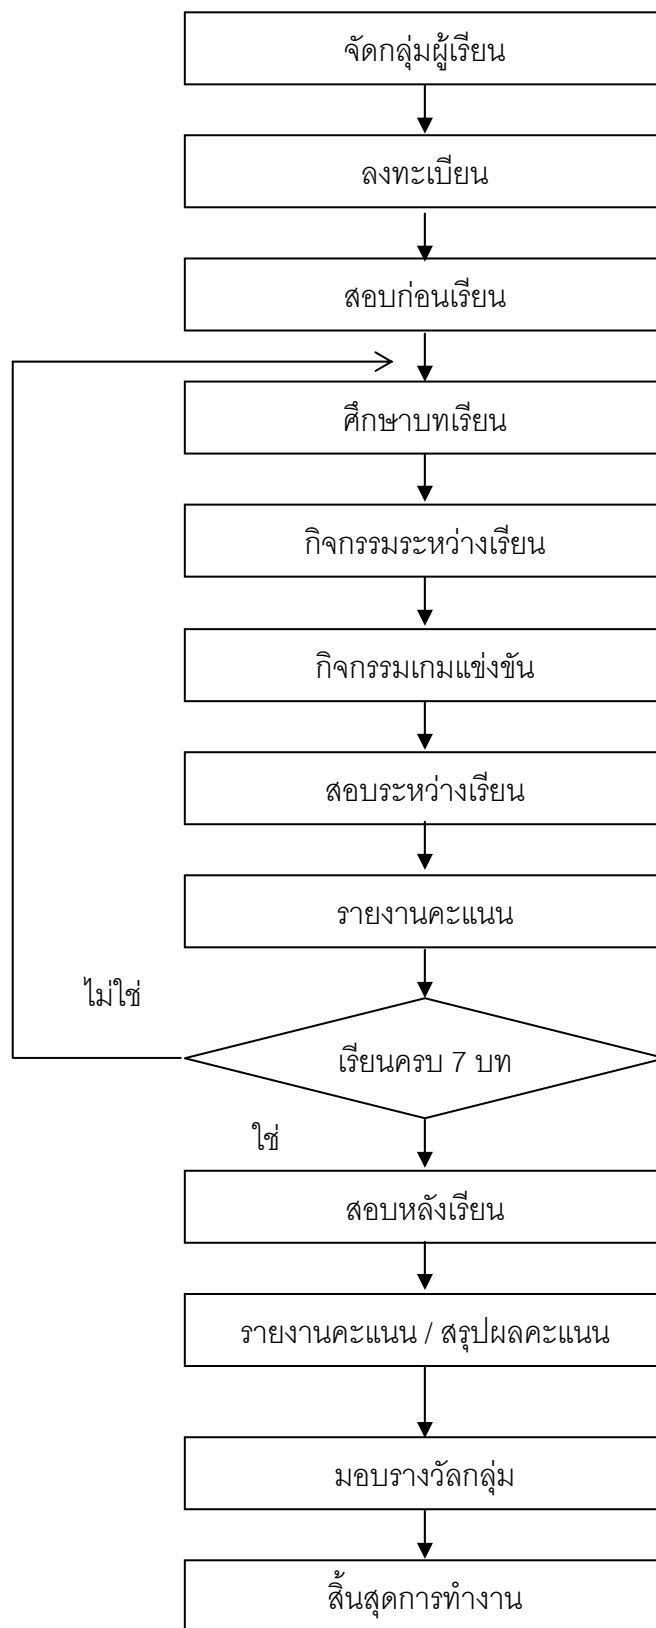 จัดกลุ่มผู้เรียน
ลงทะเบียน
สอบก่อนเรียน
ศึกษาบทเรียน
กิจกรรมระหว่างเรียน
กิจกรรมเกมแข่งขัน
สอบระหว่างเรียน
รายงานคะแนน
ไม่ใช่
เรียนครบ 7 บท
ใช่
สอบหลังเรียน
รายงานคะแนน / สรุปผลคะแนน
มอบรางวัลกลุ่ม
สิ้นสุดการทำงาน